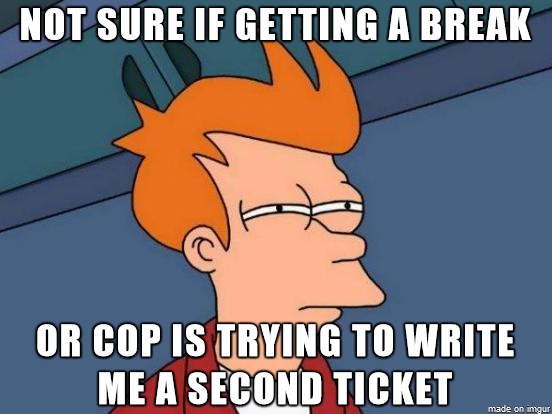 NOT SURE IF GETTING A BREAK
OR COP IS TRYING TO WRITE
ME A SECOND TICKET
made on imgur